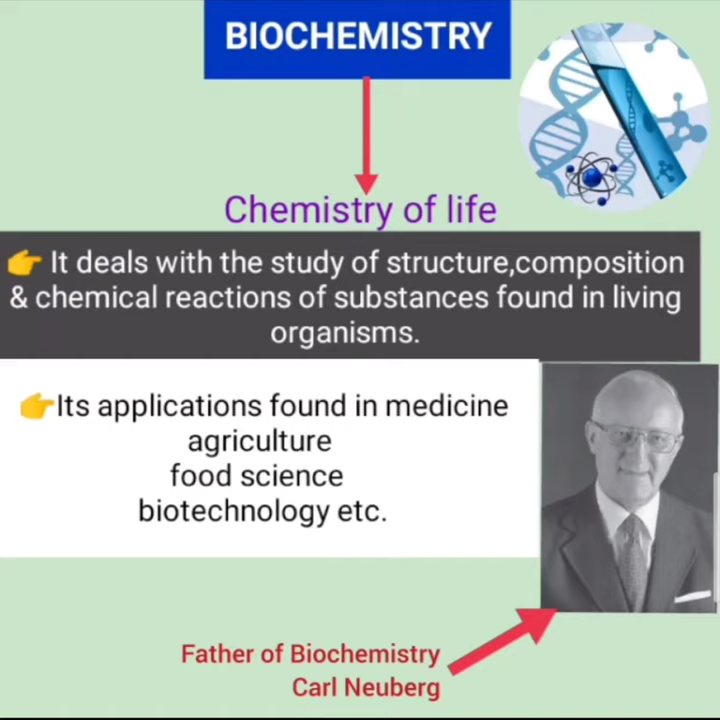 BIOCHEMISTRY
Chemistry of life
👉 It deals with the study of structure,composition
& chemical reactions of substances found in living
organisms.
👉Its applications found in medicine
agriculture
food science
biotechnology etc.
Father of Biochemistry
Carl Neuberg